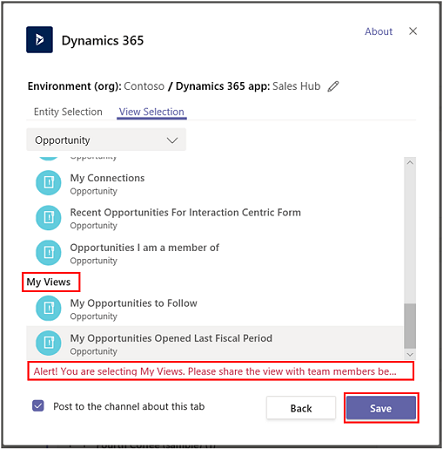 Dynamics 365
About
Environment (org): Contoso / Dynamics 365 app: Sales Hub
Entity Selection View Selection
Opportunity
Opportunity
My Connections
Opportunity
Recent Opportunities For Interaction Centric Form
Opportunity
Opportunities I am a member of
Opportunity
My Views
My Opportunities to Follow
Opportunity
My Opportunities Opened Last Fiscal Period
Opportunity
Alert! You are selecting My Views. Please share the view with team members be...
Post to the channel about this tab
Back
Save